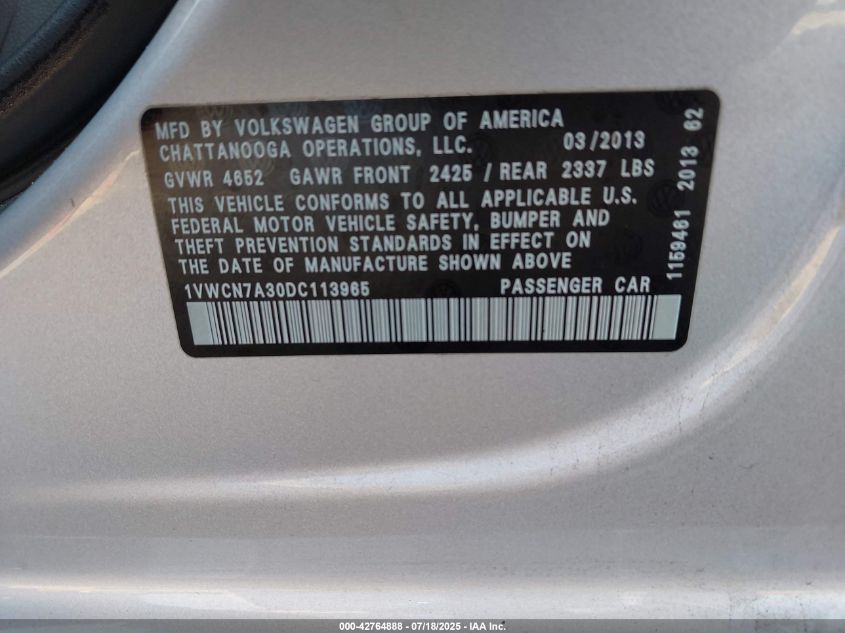 MFD BY VOLKSWAGEN GROUP OF AMERICA
CHATTANOOGA OPERATIONS, LLC. 03/2013
GVWR 4652 GAWR FRONT 2425 / REAR 2337 LBS
THIS VEHICLE CONFORMS TO ALL APPLICABLE U.S.
FEDERAL MOTOR VEHICLE SAFETY, BUMPER AND
THEFT PREVENTION STANDARDS IN EFFECT ON
THE DATE OF MANUFACTURE SHOWN ABOVE
1VWCN7A30DC113965 PASSENGER CAR
1159461 2013 62
000-42764888 - 07/18/2025 - IAA Inc.